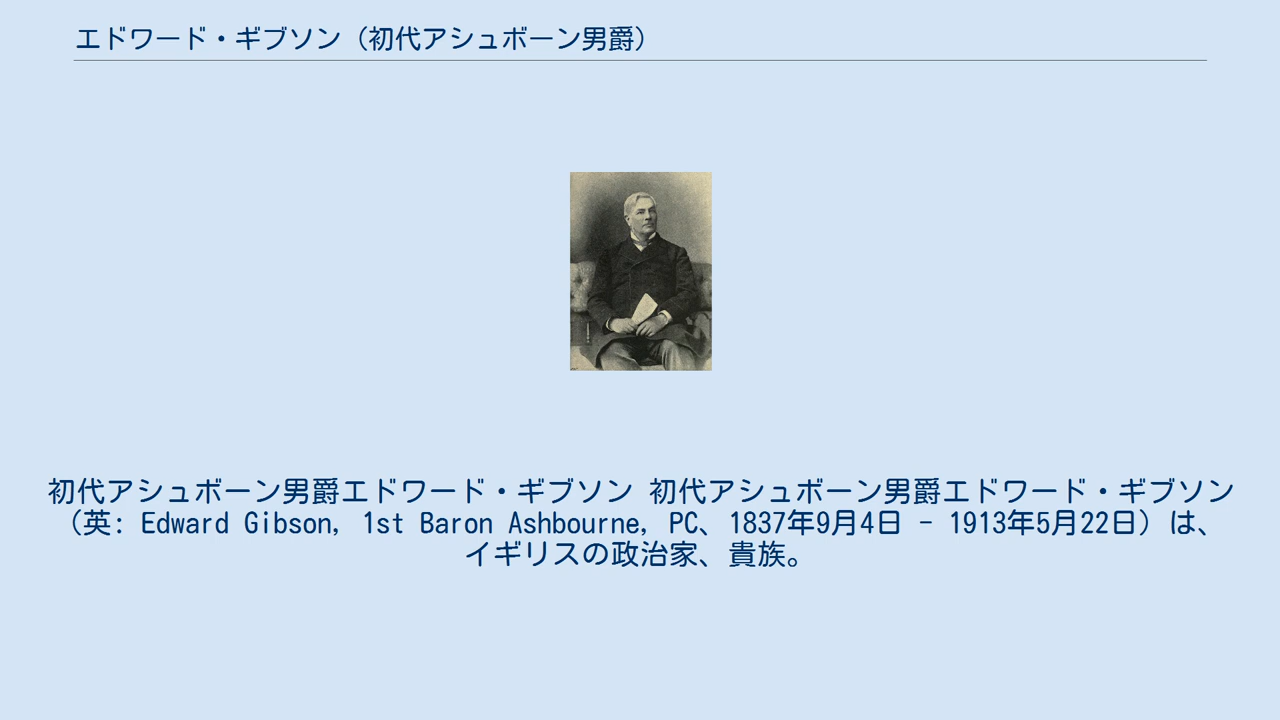 エドワード・ギブソン（初代アシュボーン男爵）
初代アシュボーン男爵エドワード・ギブソン 初代アシュボーン男爵エドワード・ギブソン
（英: Edward Gibson, 1st Baron Ashbourne, PC、1837年9月4日 - 1913年5月22日）は、
イギリスの政治家、貴族。